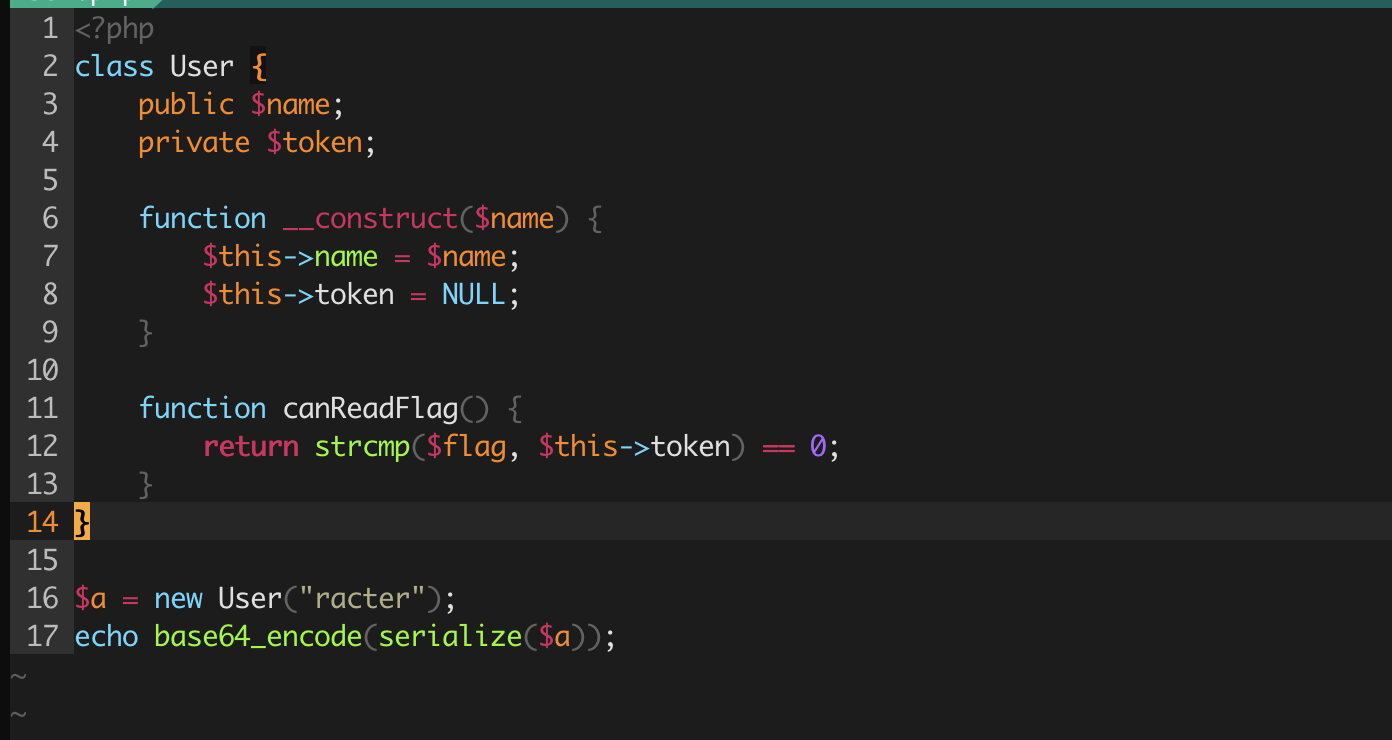 1 <?php
2 class User {
3     public $name;
4     private $token;
5
6     function __construct($name) {
7         $this->name = $name;
8         $this->token = NULL;
9     }
10
11     function canReadFlag() {
12         return strcmp($flag, $this->token) == 0;
13     }
14 }
15
16 $a = new User("racter");
17 echo base64_encode(serialize($a));
~
~